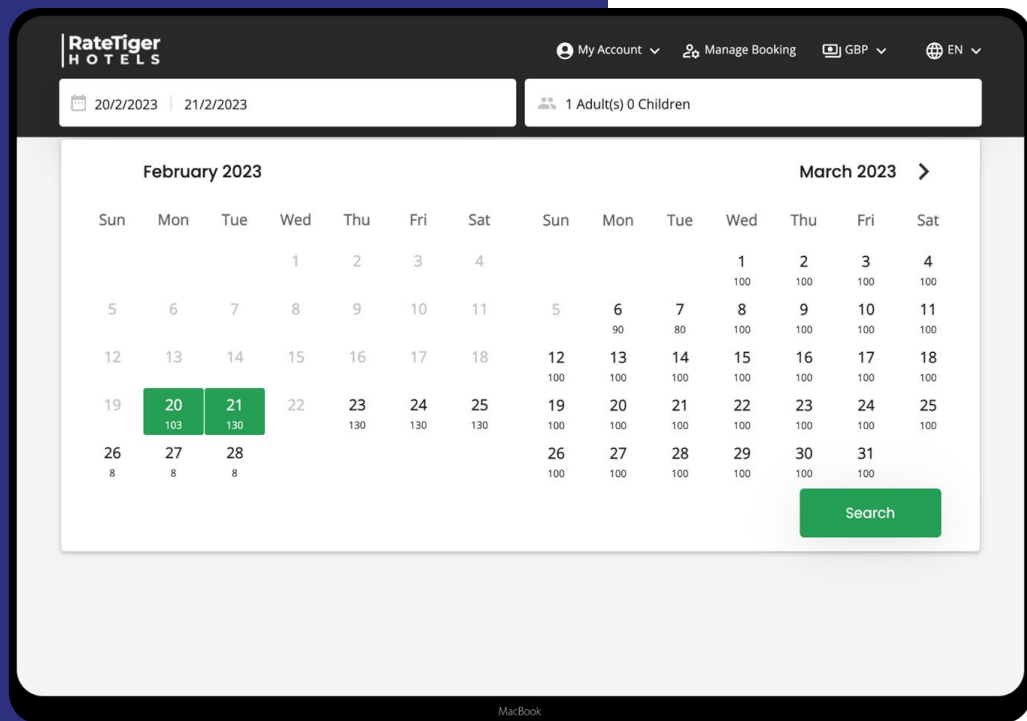 RateTiger
HOTELS
My Account
Manage Booking
GBP
EN
20/2/2023 21/2/2023
1 Adult(s) 0 Children
February 2023
Sun Mon Tue Wed Thu Fri Sat
1 2 3 4
5 6 7 8 9 10 11
12 13 14 15 16 17 18
19 20 21 22 23 24 25
103 130 130 130 130
26 27 28
8 8 8
March 2023
Sun Mon Tue Wed Thu Fri Sat
1 2 3 4
100 100 100 100
5 6 7 8 9 10 11
90 80 100 100 100 100
12 13 14 15 16 17 18
100 100 100 100 100 100 100
19 20 21 22 23 24 25
100 100 100 100 100 100 100
26 27 28 29 30 31
100 100 100 100 100 100
Search
MacBook